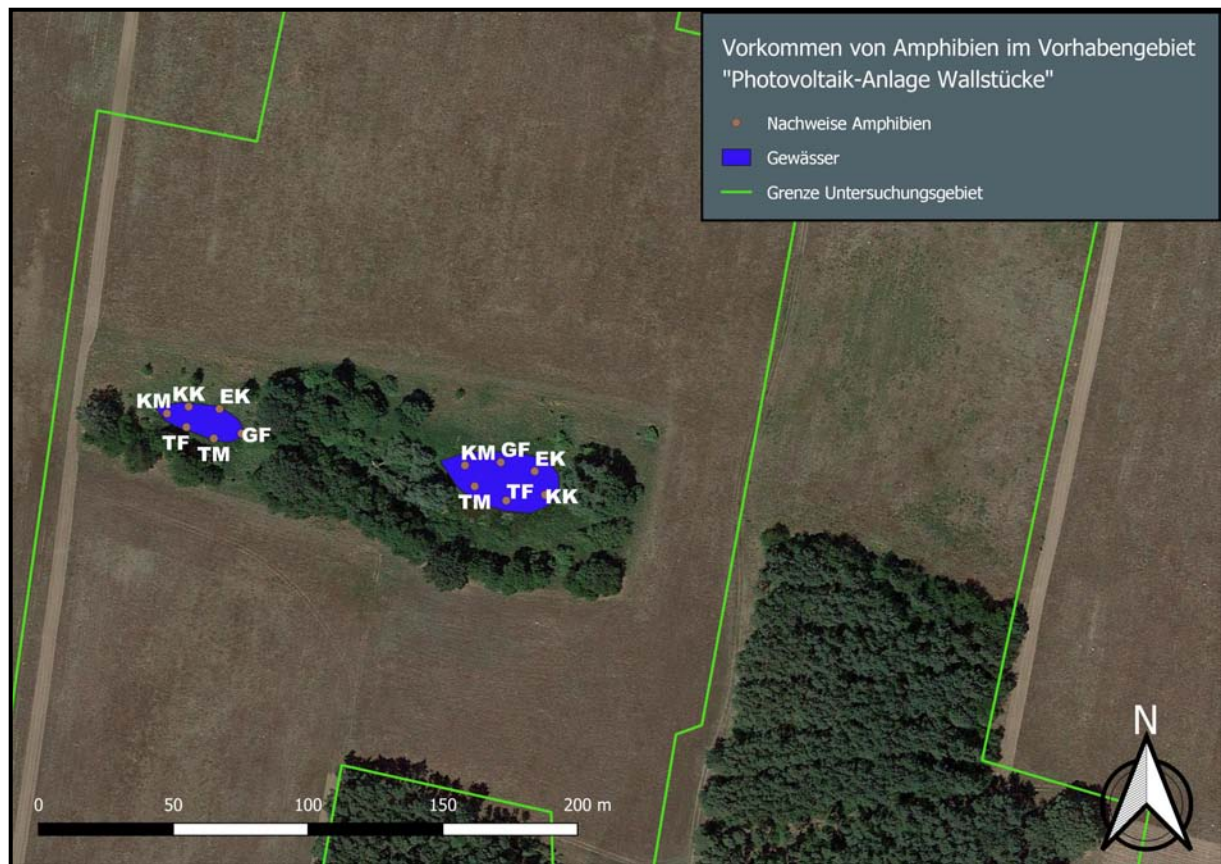 Vorkommen von Amphibien im Vorhabengebiet
"Photovoltaik-Anlage Wallstücke"
Nachweise Amphibien
Gewässer
Grenze Untersuchungsgebiet
KM KK EK
TF TM GF
KM GF EK
TM TF KK
N
0 50 100 150 200 m